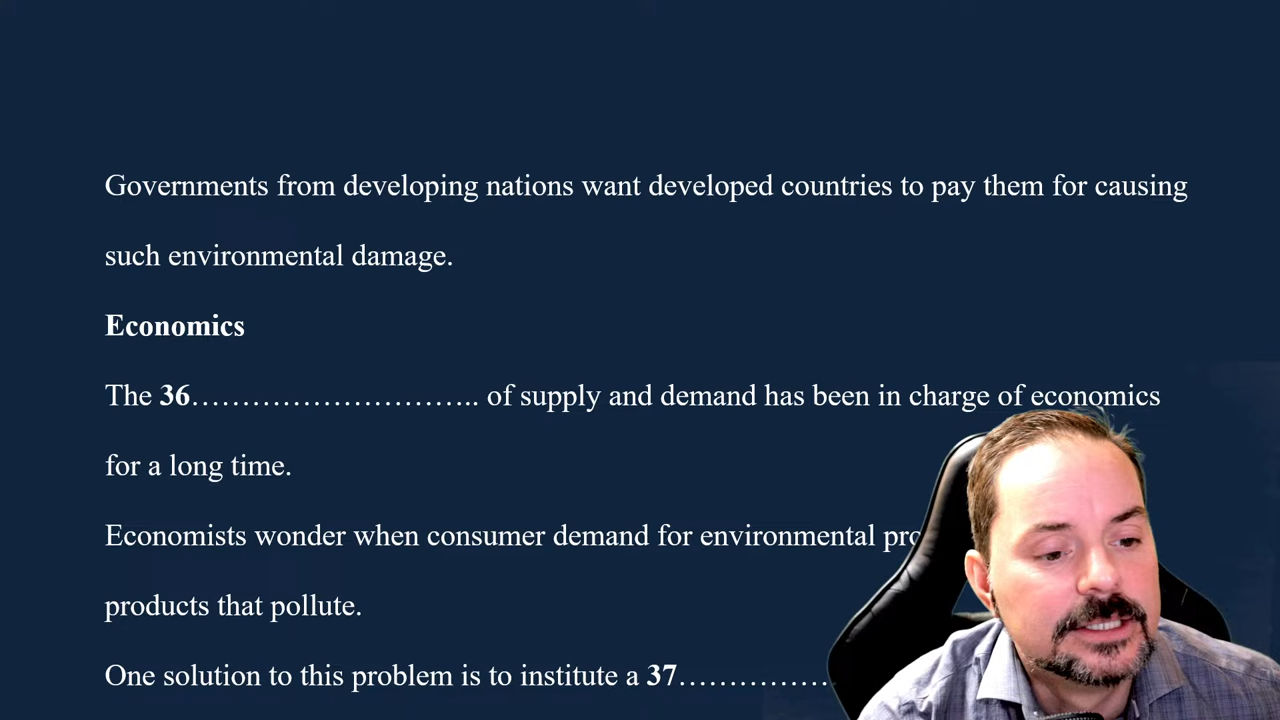 Governments from developing nations want developed countries to pay them for causing
such environmental damage.
Economics
The 36……………………….. of supply and demand has been in charge of economics
for a long time.
Economists wonder when consumer demand for environmental
products that pollute.
One solution to this problem is to institute a 37……………